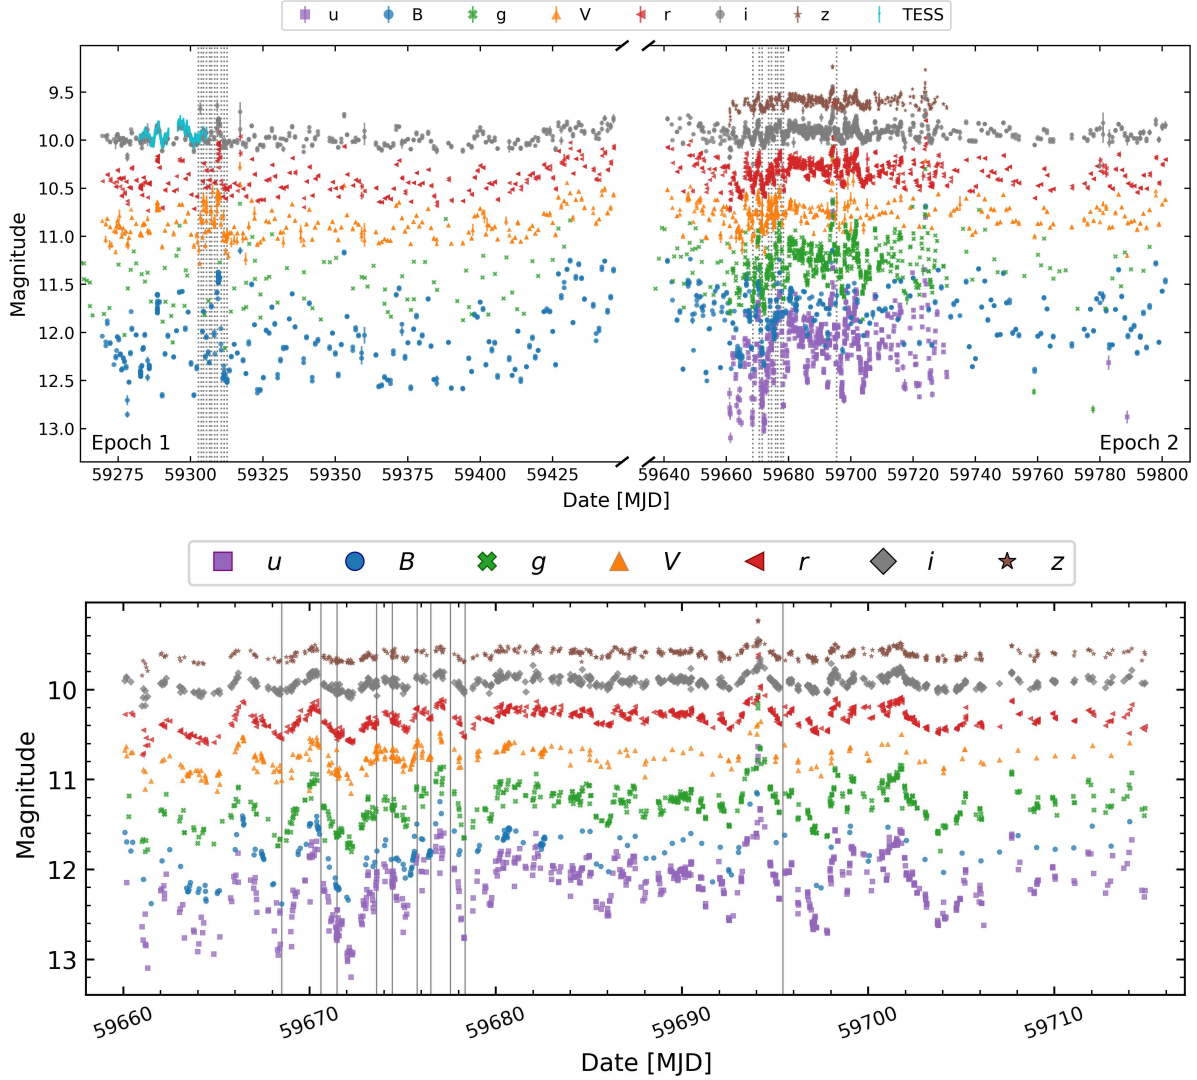 u B g V r i z TESS
9.5
10.0
10.5
11.0
11.5
12.0
12.5
13.0
Magnitude
Epoch 1
Epoch 2
59275 59300 59325 59350 59375 59400 59425 59640 59660 59680 59700 59720 59740 59760 59780 59800
Date [MJD]
u B g V r i z
10
11
12
13
Magnitude
59660 59670 59680 59690 59700 59710
Date [MJD]